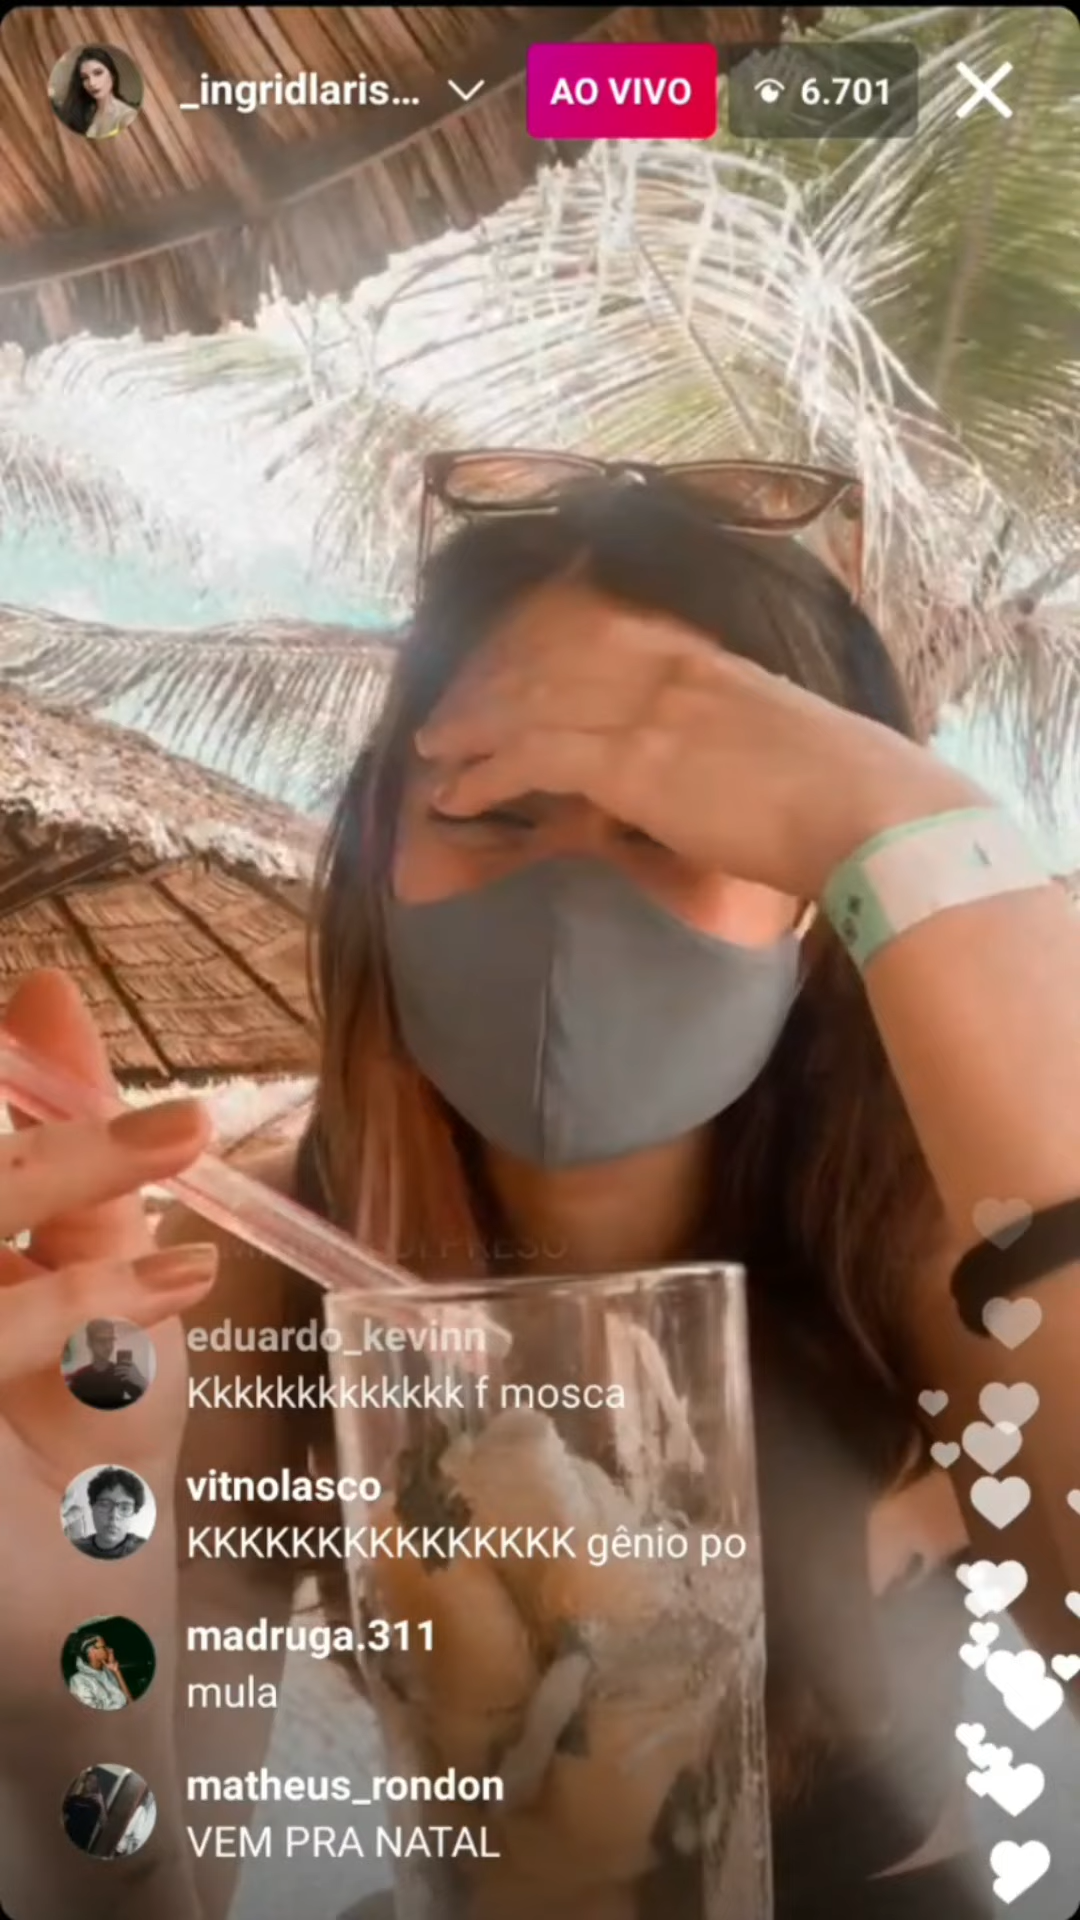 _ingridlaris...
AO VIVO
6.701
eduardo_kevinn
Kkkkkkkkkkkkk f mosca
vitnolasco
KKKKKKKKKKKKKKK gênio po
madruga.311
mula
matheus_rondon
VEM PRA NATAL